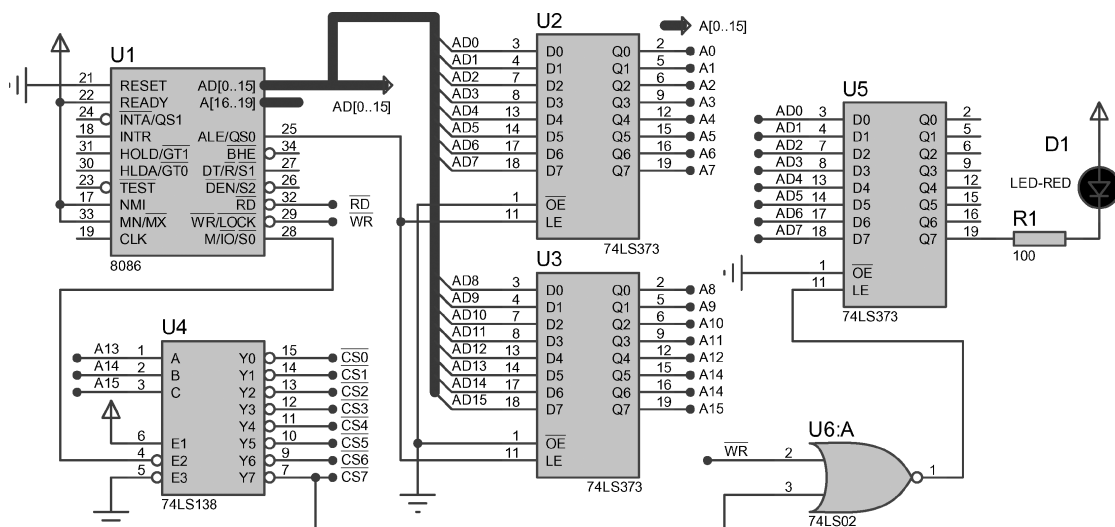 U1
21 RESET
22 READY
24 INTA/QS1
18 INTR
31 HOLD/GT1
30 HLDA/GT0
23 TEST
17 NMI
33 MN/MX
19 CLK
AD[0..15]
A[16..19]
ALE/QS0 25
BHE 34
DT/R/S1 27
DEN/S2 26
RD 32 RD
WR/LOCK 29 WR
M/IO/S0 28
8086
AD[0..15]
U2
AD0 3 D0 Q0 2 A0
AD1 4 D1 Q1 5 A1
AD2 7 D2 Q2 6 A2
AD3 8 D3 Q3 9 A3
AD4 13 D4 Q4 12 A4
AD5 14 D5 Q5 15 A5
AD6 17 D6 Q6 16 A6
AD7 18 D7 Q7 19 A7
1 OE
11 LE
74LS373
A[0..15]
U3
AD8 3 D0 Q0 2 A8
AD9 4 D1 Q1 5 A9
AD10 7 D2 Q2 6 A10
AD11 8 D3 Q3 9 A11
AD12 13 D4 Q4 12 A12
AD13 14 D5 Q5 15 A14
AD14 17 D6 Q6 16 A14
AD15 18 D7 Q7 19 A15
1 OE
11 LE
74LS373
U4
A13 1 A Y0 15 CS0
A14 2 B Y1 14 CS1
A15 3 C Y2 13 CS2
Y3 12 CS3
Y4 11 CS4
6 E1 Y5 10 CS5
4 E2 Y6 9 CS6
5 E3 Y7 7 CS7
74LS138
U5
AD0 3 D0 Q0 2
AD1 4 D1 Q1 5
AD2 7 D2 Q2 6
AD3 8 D3 Q3 9
AD4 13 D4 Q4 12
AD5 14 D5 Q5 15
AD6 17 D6 Q6 16
AD7 18 D7 Q7 19
1 OE
11 LE
74LS373
D1
LED-RED
R1
100
U6:A
WR 2
3
1
74LS02